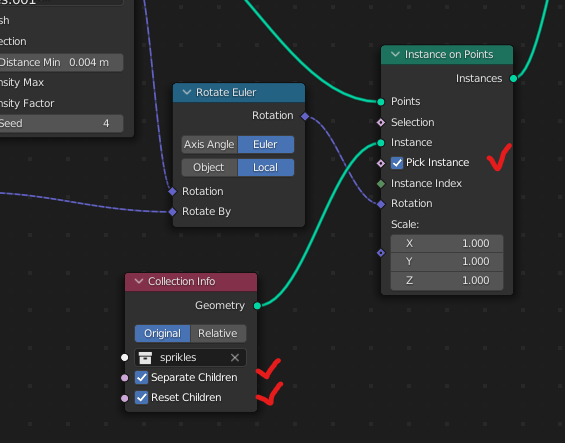 es.001
sh
ection
Distance Min 0.004 m
nsity Max
nsity Factor
Seed 4
Instance on Points
Instances
Points
Selection
Instance
Pick Instance
Instance Index
Rotation
Scale:
X 1.000
Y 1.000
Z 1.000
Rotate Euler
Rotation
Axis Angle Euler
Object Local
Rotation
Rotate By
Collection Info
Geometry
Original Relative
sprikles
Separate Children
Reset Children